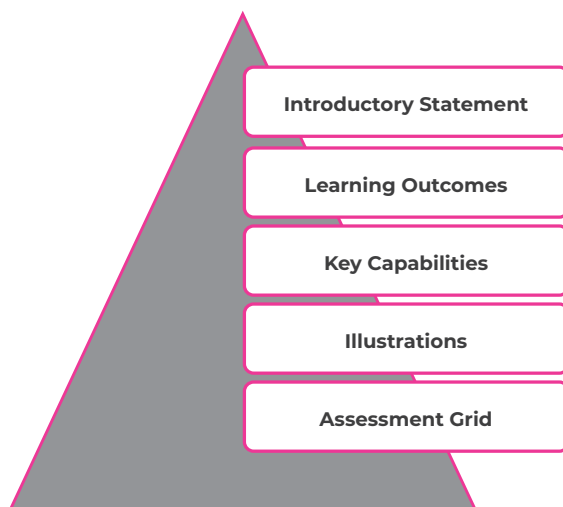 Introductory Statement
Learning Outcomes
Key Capabilities
Illustrations
Assessment Grid